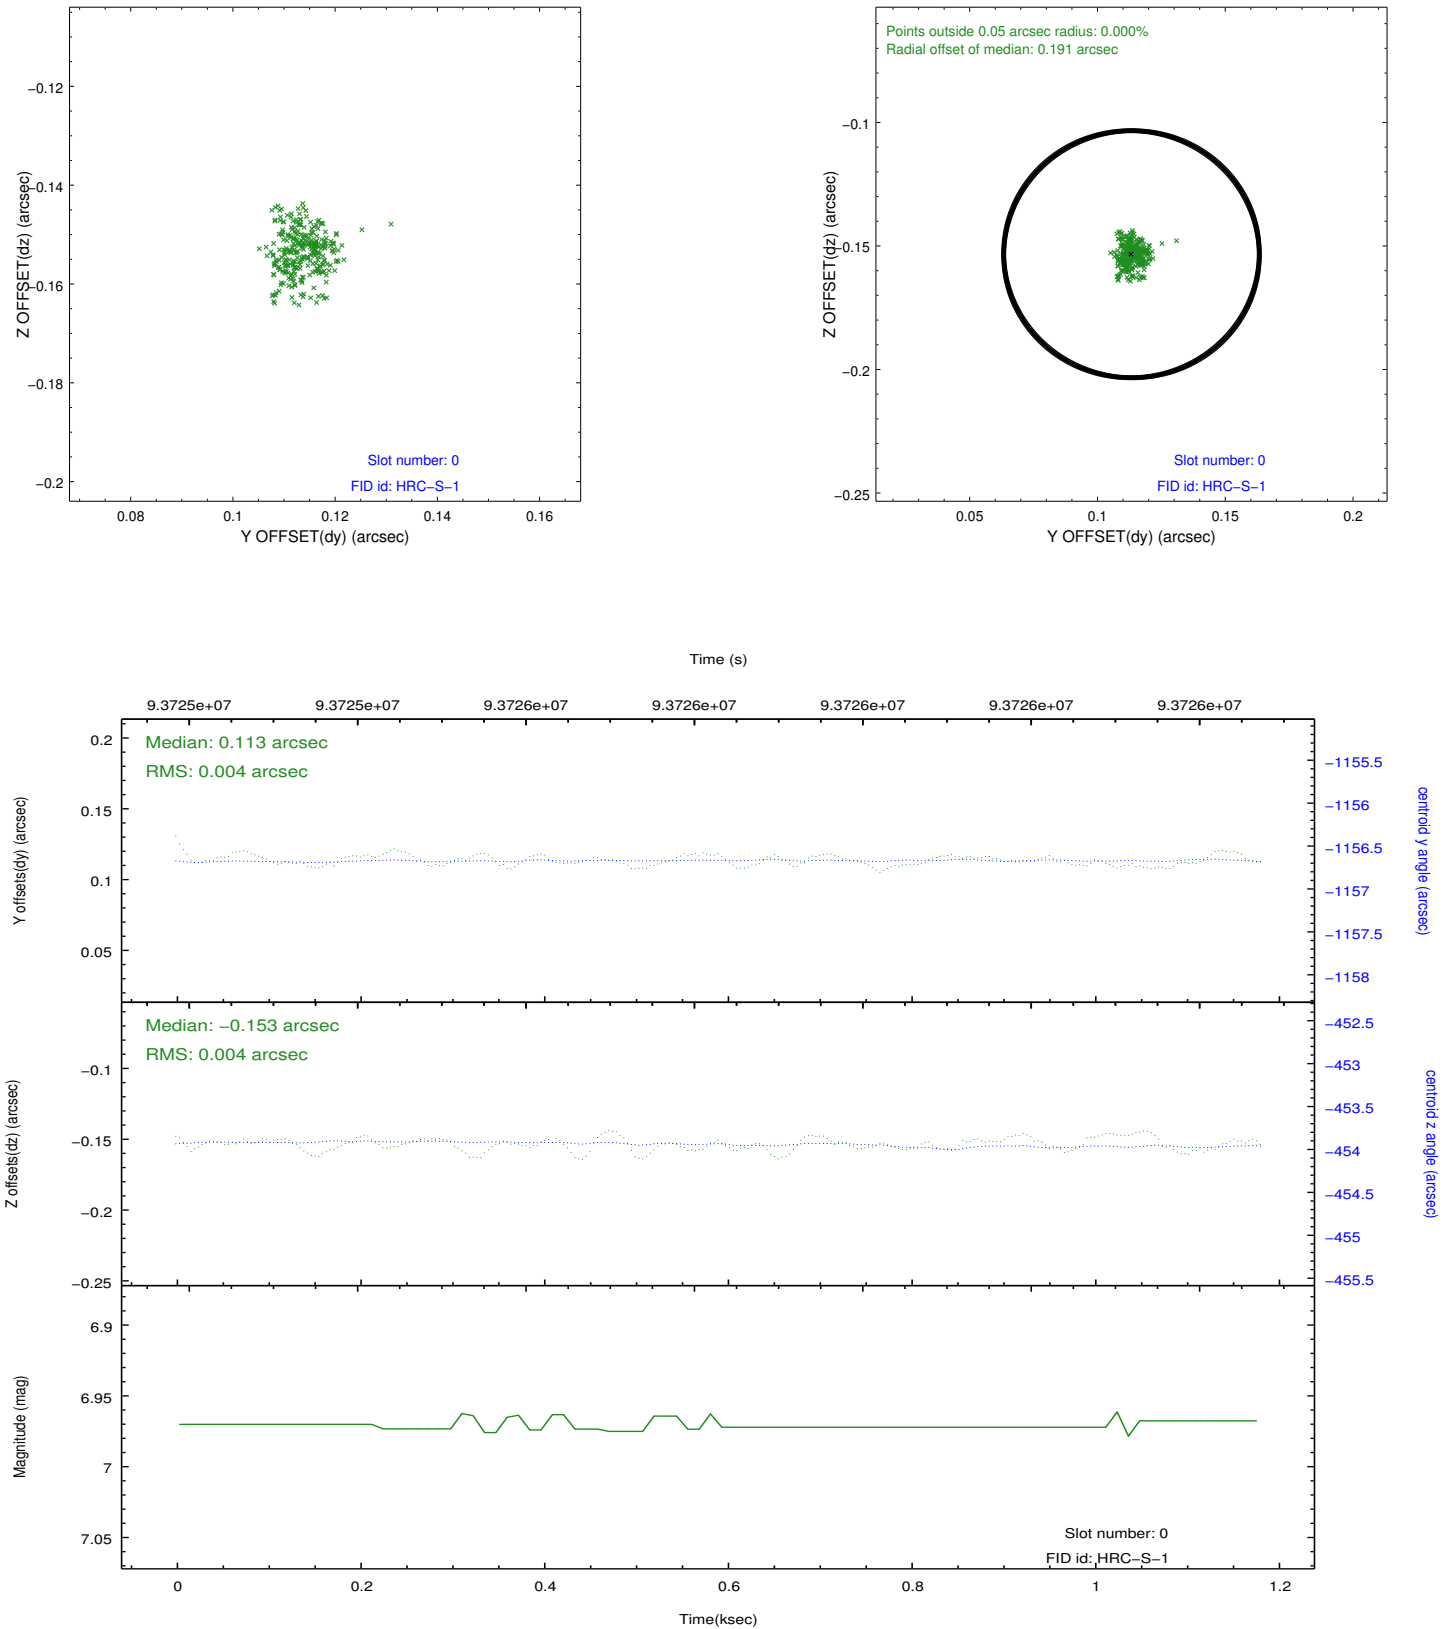 −0.12
−0.14
−0.16
−0.18
−0.2
Z OFFSET(dz) (arcsec)
Slot number: 0
FID id: HRC−S−1
0.08 0.1 0.12 0.14 0.16
Y OFFSET(dy) (arcsec)
Points outside 0.05 arcsec radius: 0.000%
Radial offset of median: 0.191 arcsec
−0.1
−0.15
−0.2
−0.25
Z OFFSET(dz) (arcsec)
Slot number: 0
FID id: HRC−S−1
0.05 0.1 0.15 0.2
Y OFFSET(dy) (arcsec)
Time (s)
9.3725e+07 9.3725e+07 9.3726e+07 9.3726e+07 9.3726e+07 9.3726e+07 9.3726e+07
Median: 0.113 arcsec
RMS: 0.004 arcsec
0.2
0.15
0.1
0.05
Y offsets(dy) (arcsec)
−1155.5
−1156
−1156.5
−1157
−1157.5
−1158
centroid y angle (arcsec)
Median: −0.153 arcsec
RMS: 0.004 arcsec
−0.1
−0.15
−0.2
−0.25
Z offsets(dz) (arcsec)
−452.5
−453
−453.5
−454
−454.5
−455
−455.5
centroid z angle (arcsec)
6.9
6.95
7
7.05
Magnitude (mag)
Slot number: 0
FID id: HRC−S−1
0 0.2 0.4 0.6 0.8 1 1.2
Time(ksec)